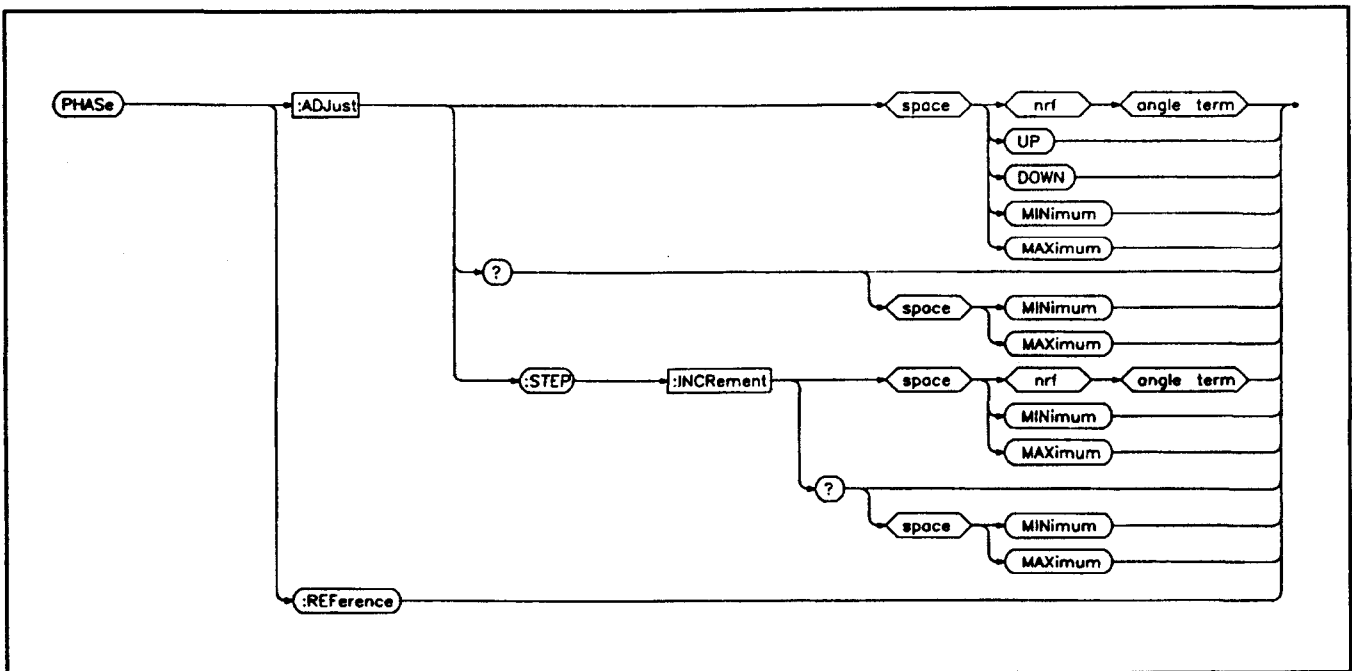 PHASe :ADJust space nrf angle term
UP
DOWN
MINimum
MAXimum
?
space MINimum
MAXimum
:STEP :INCRement space nrf angle term
MINimum
MAXimum
?
space MINimum
MAXimum
:REFerence